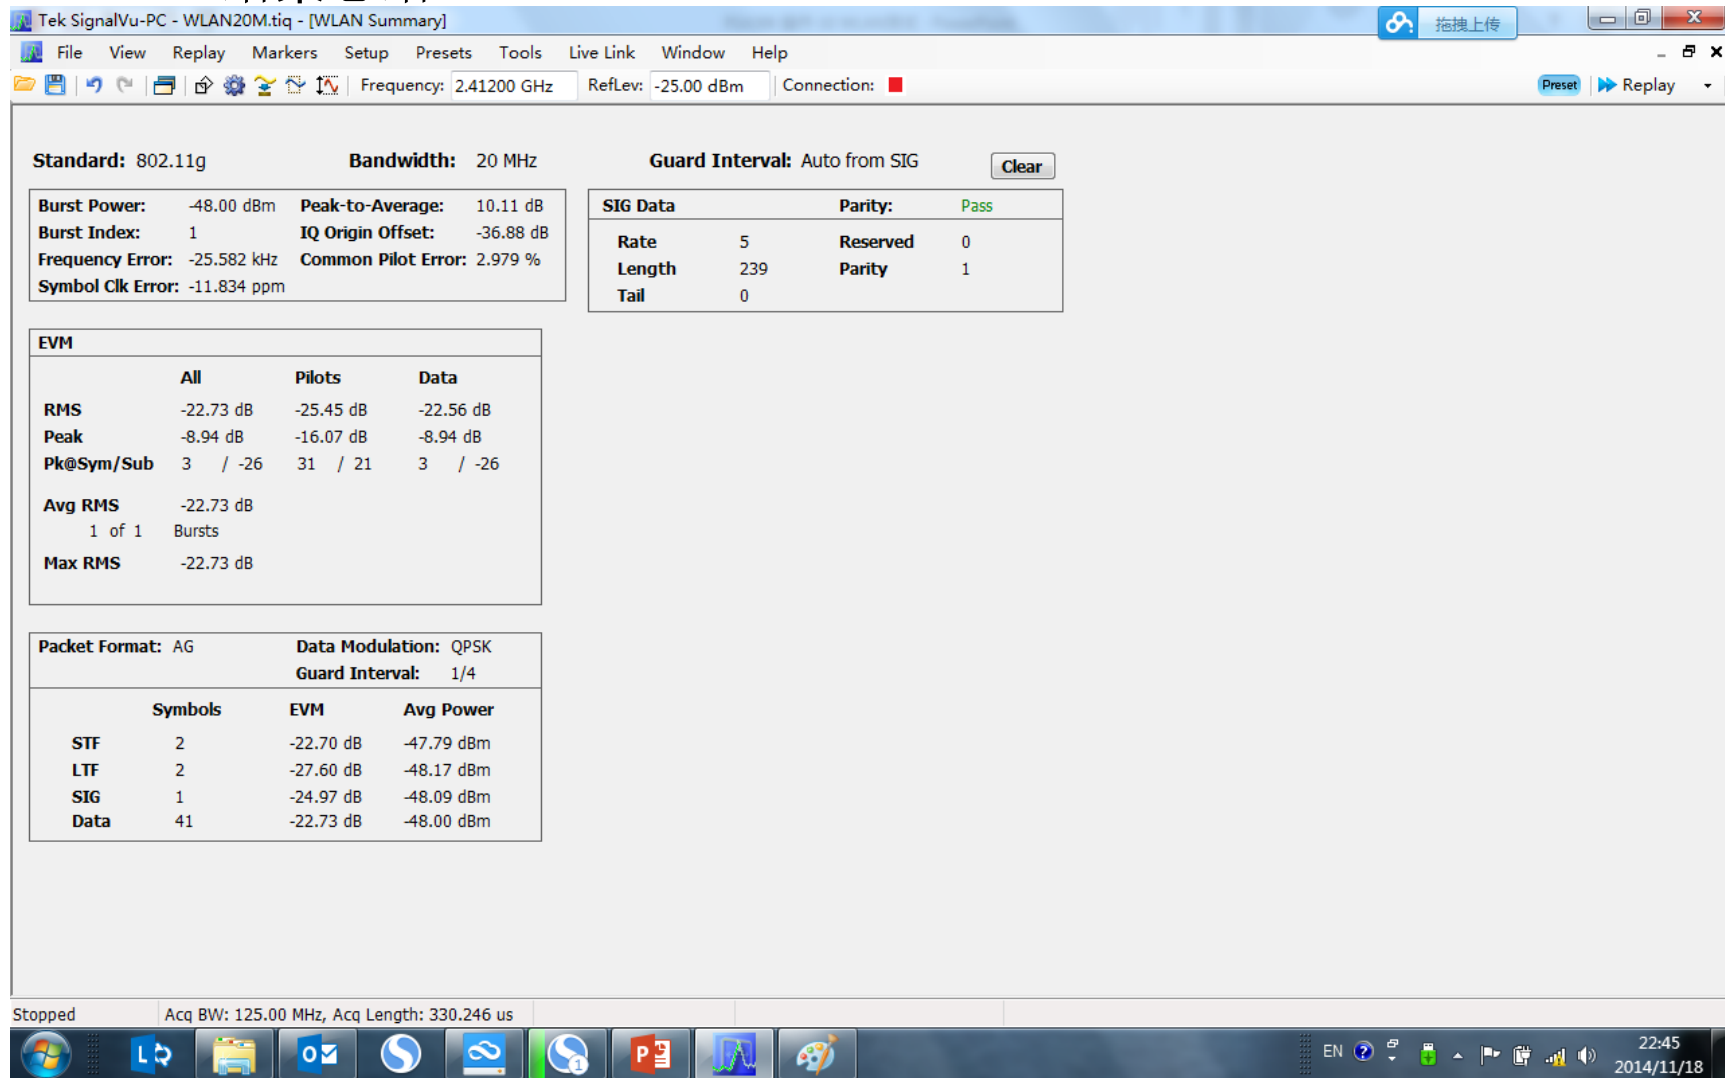 Tek SignalVu-PC - WLAN20M.tiq - [WLAN Summary]
拖拽上传
File View Replay Markers Setup Presets Tools Live Link Window Help
Frequency: 2.41200 GHz RefLev: -25.00 dBm Connection: Preset Replay
Standard: 802.11g Bandwidth: 20 MHz Guard Interval: Auto from SIG Clear
Burst Power: -48.00 dBm Peak-to-Average: 10.11 dB
Burst Index: 1 IQ Origin Offset: -36.88 dB
Frequency Error: -25.582 kHz Common Pilot Error: 2.979 %
Symbol Clk Error: -11.834 ppm
SIG Data Parity: Pass
Rate 5 Reserved 0
Length 239 Parity 1
Tail 0
EVM
All Pilots Data
RMS -22.73 dB -25.45 dB -22.56 dB
Peak -8.94 dB -16.07 dB -8.94 dB
Pk@Sym/Sub 3 / -26 31 / 21 3 / -26
Avg RMS -22.73 dB
1 of 1 Bursts
Max RMS -22.73 dB
Packet Format: AG Data Modulation: QPSK
Guard Interval: 1/4
Symbols EVM Avg Power
STF 2 -22.70 dB -47.79 dBm
LTF 2 -27.60 dB -48.17 dBm
SIG 1 -24.97 dB -48.09 dBm
Data 41 -22.73 dB -48.00 dBm
Stopped Acq BW: 125.00 MHz, Acq Length: 330.246 us
EN 22:45
2014/11/18